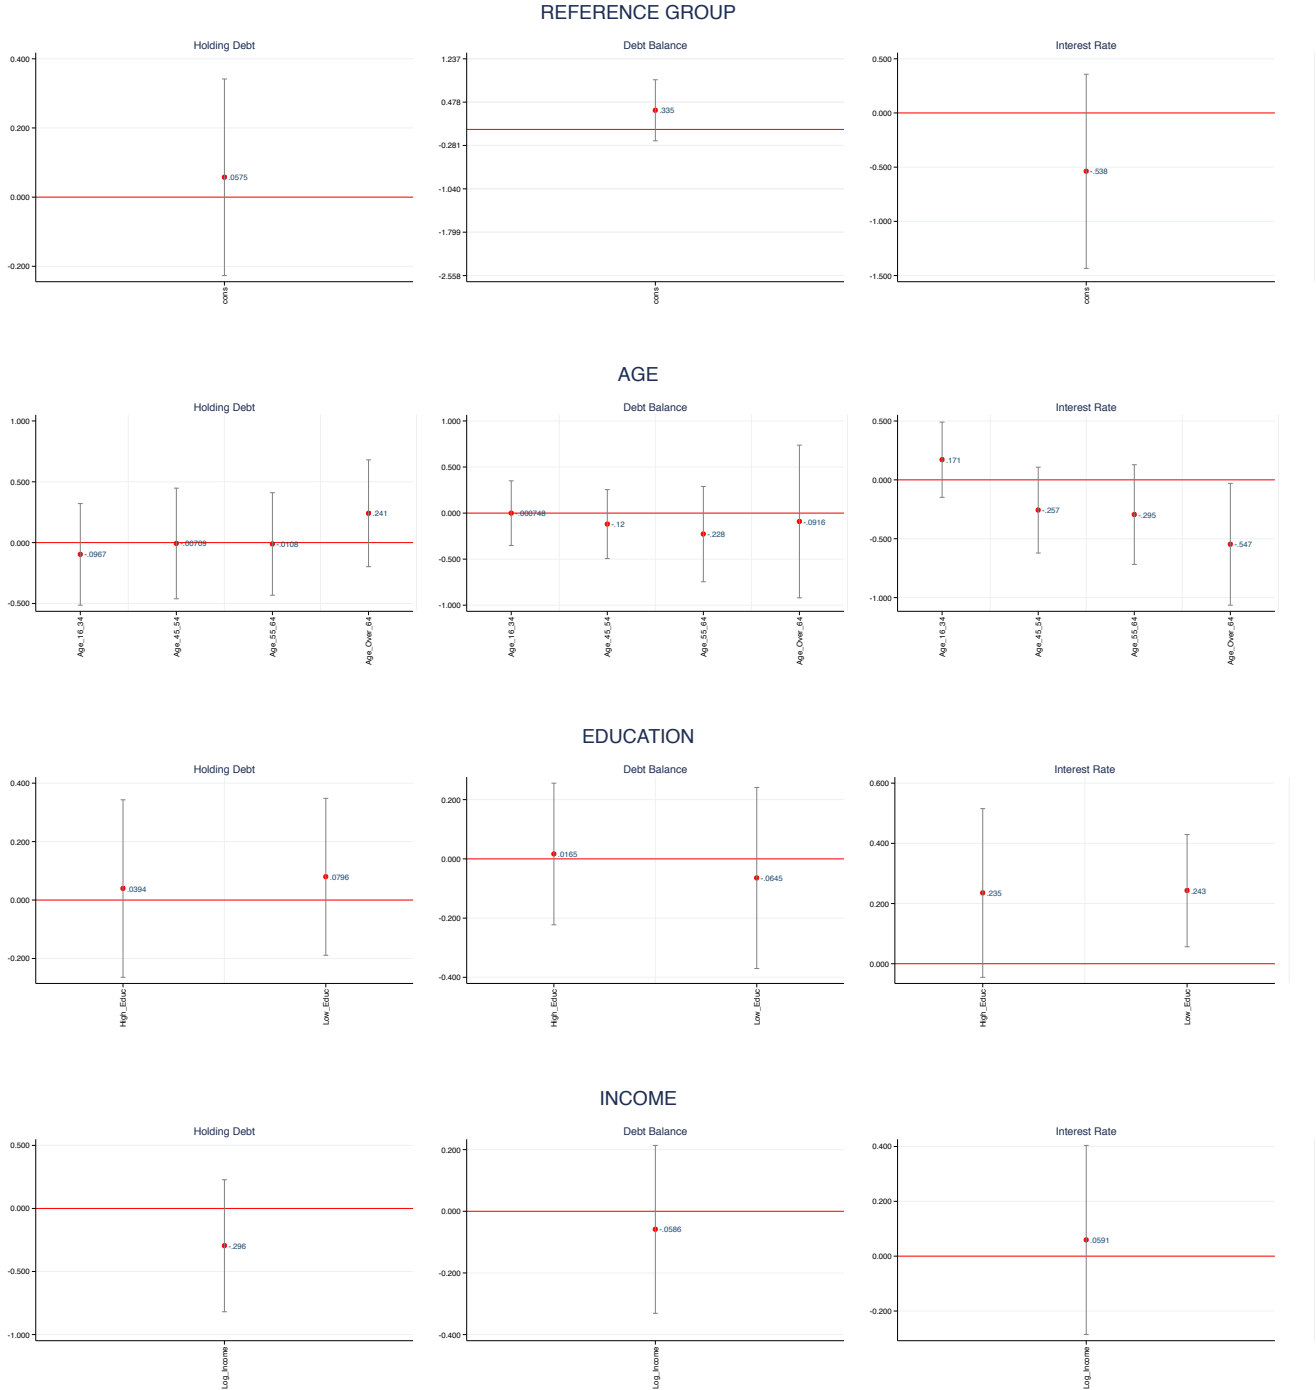 REFERENCE GROUP
Holding Debt
0.400
0.200
0.000
-0.200
.0575
cons
Debt Balance
1.237
0.478
-0.281
-1.040
-1.799
-2.558
.335
cons
Interest Rate
0.500
0.000
-0.500
-1.000
-1.500
-.538
cons
AGE
Holding Debt
1.000
0.500
0.000
-0.500
-.0967
-.00709
-.0108
.241
Age_16_34
Age_45_54
Age_55_64
Age_Over_64
Debt Balance
1.000
0.500
0.000
-0.500
-1.000
-.000748
-.12
-.228
-.0916
Age_16_34
Age_45_54
Age_55_64
Age_Over_64
Interest Rate
0.500
0.000
-0.500
-1.000
.171
-.257
-.295
-.547
Age_16_34
Age_45_54
Age_55_64
Age_Over_64
EDUCATION
Holding Debt
0.400
0.200
0.000
-0.200
.0394
.0796
High_Educ
Low_Educ
Debt Balance
0.200
0.000
-0.200
-0.400
.0165
-.0645
High_Educ
Low_Educ
Interest Rate
0.600
0.400
0.200
0.000
.235
.243
High_Educ
Low_Educ
INCOME
Holding Debt
0.500
0.000
-0.500
-1.000
-.296
Log_Income
Debt Balance
0.200
0.000
-0.200
-0.400
-.0586
Log_Income
Interest Rate
0.400
0.200
0.000
-0.200
.0591
Log_Income